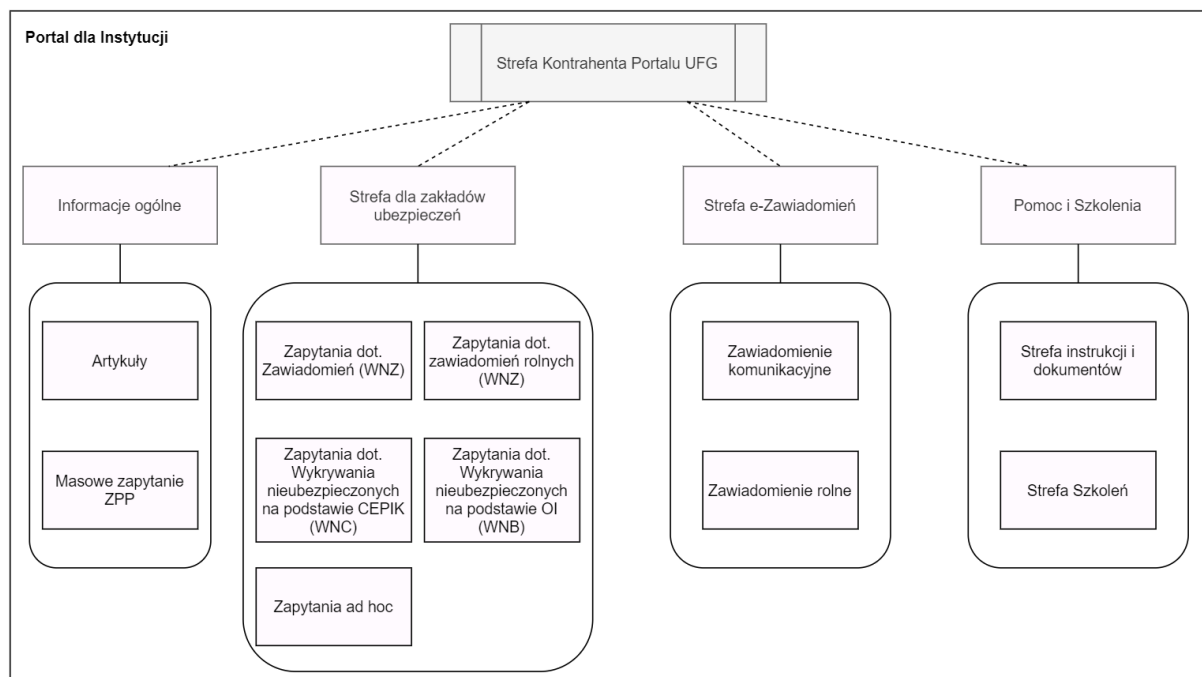 Portal dla Instytucji
Strefa Kontrahenta Portalu UFG
Informacje ogólne
Strefa dla zakładów
ubezpieczeń
Strefa e-Zawiadomień
Pomoc i Szkolenia
Artykuły
Masowe zapytanie
ZPP
Zapytania dot.
Zawiadomień (WNZ)
Zapytania dot.
zawiadomień rolnych
(WNZ)
Zapytania dot.
Wykrywania
nieubezpieczonych
na podstawie CEPIK
(WNC)
Zapytania dot.
Wykrywania
nieubezpieczonych
na podstawie OI
(WNB)
Zapytania ad hoc
Zawiadomienie
komunikacyjne
Zawiadomienie rolne
Strefa instrukcji i
dokumentów
Strefa Szkoleń